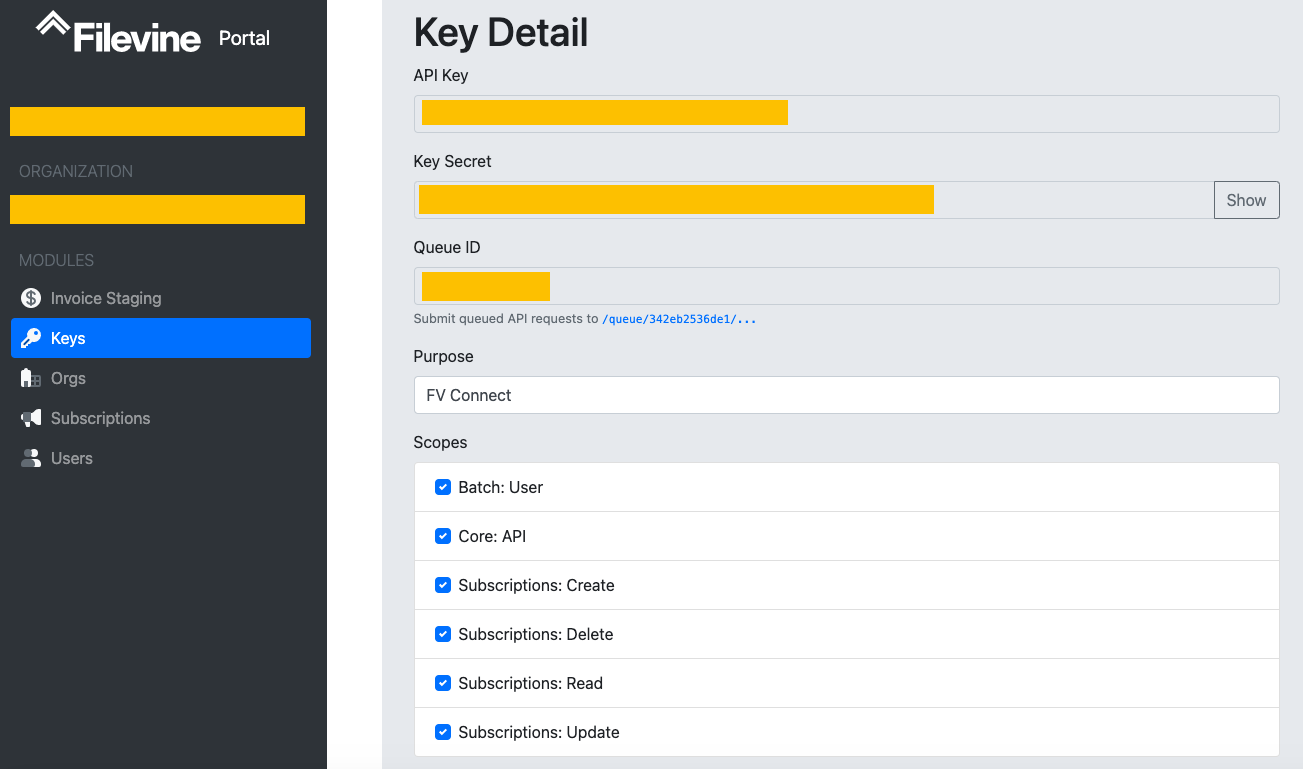 Filevine Portal
ORGANIZATION
MODULES
Invoice Staging
Keys
Orgs
Subscriptions
Users
Key Detail
API Key
Key Secret
Show
Queue ID
Submit queued API requests to /queue/342eb2536de1/...
Purpose
FV Connect
Scopes
Batch: User
Core: API
Subscriptions: Create
Subscriptions: Delete
Subscriptions: Read
Subscriptions: Update